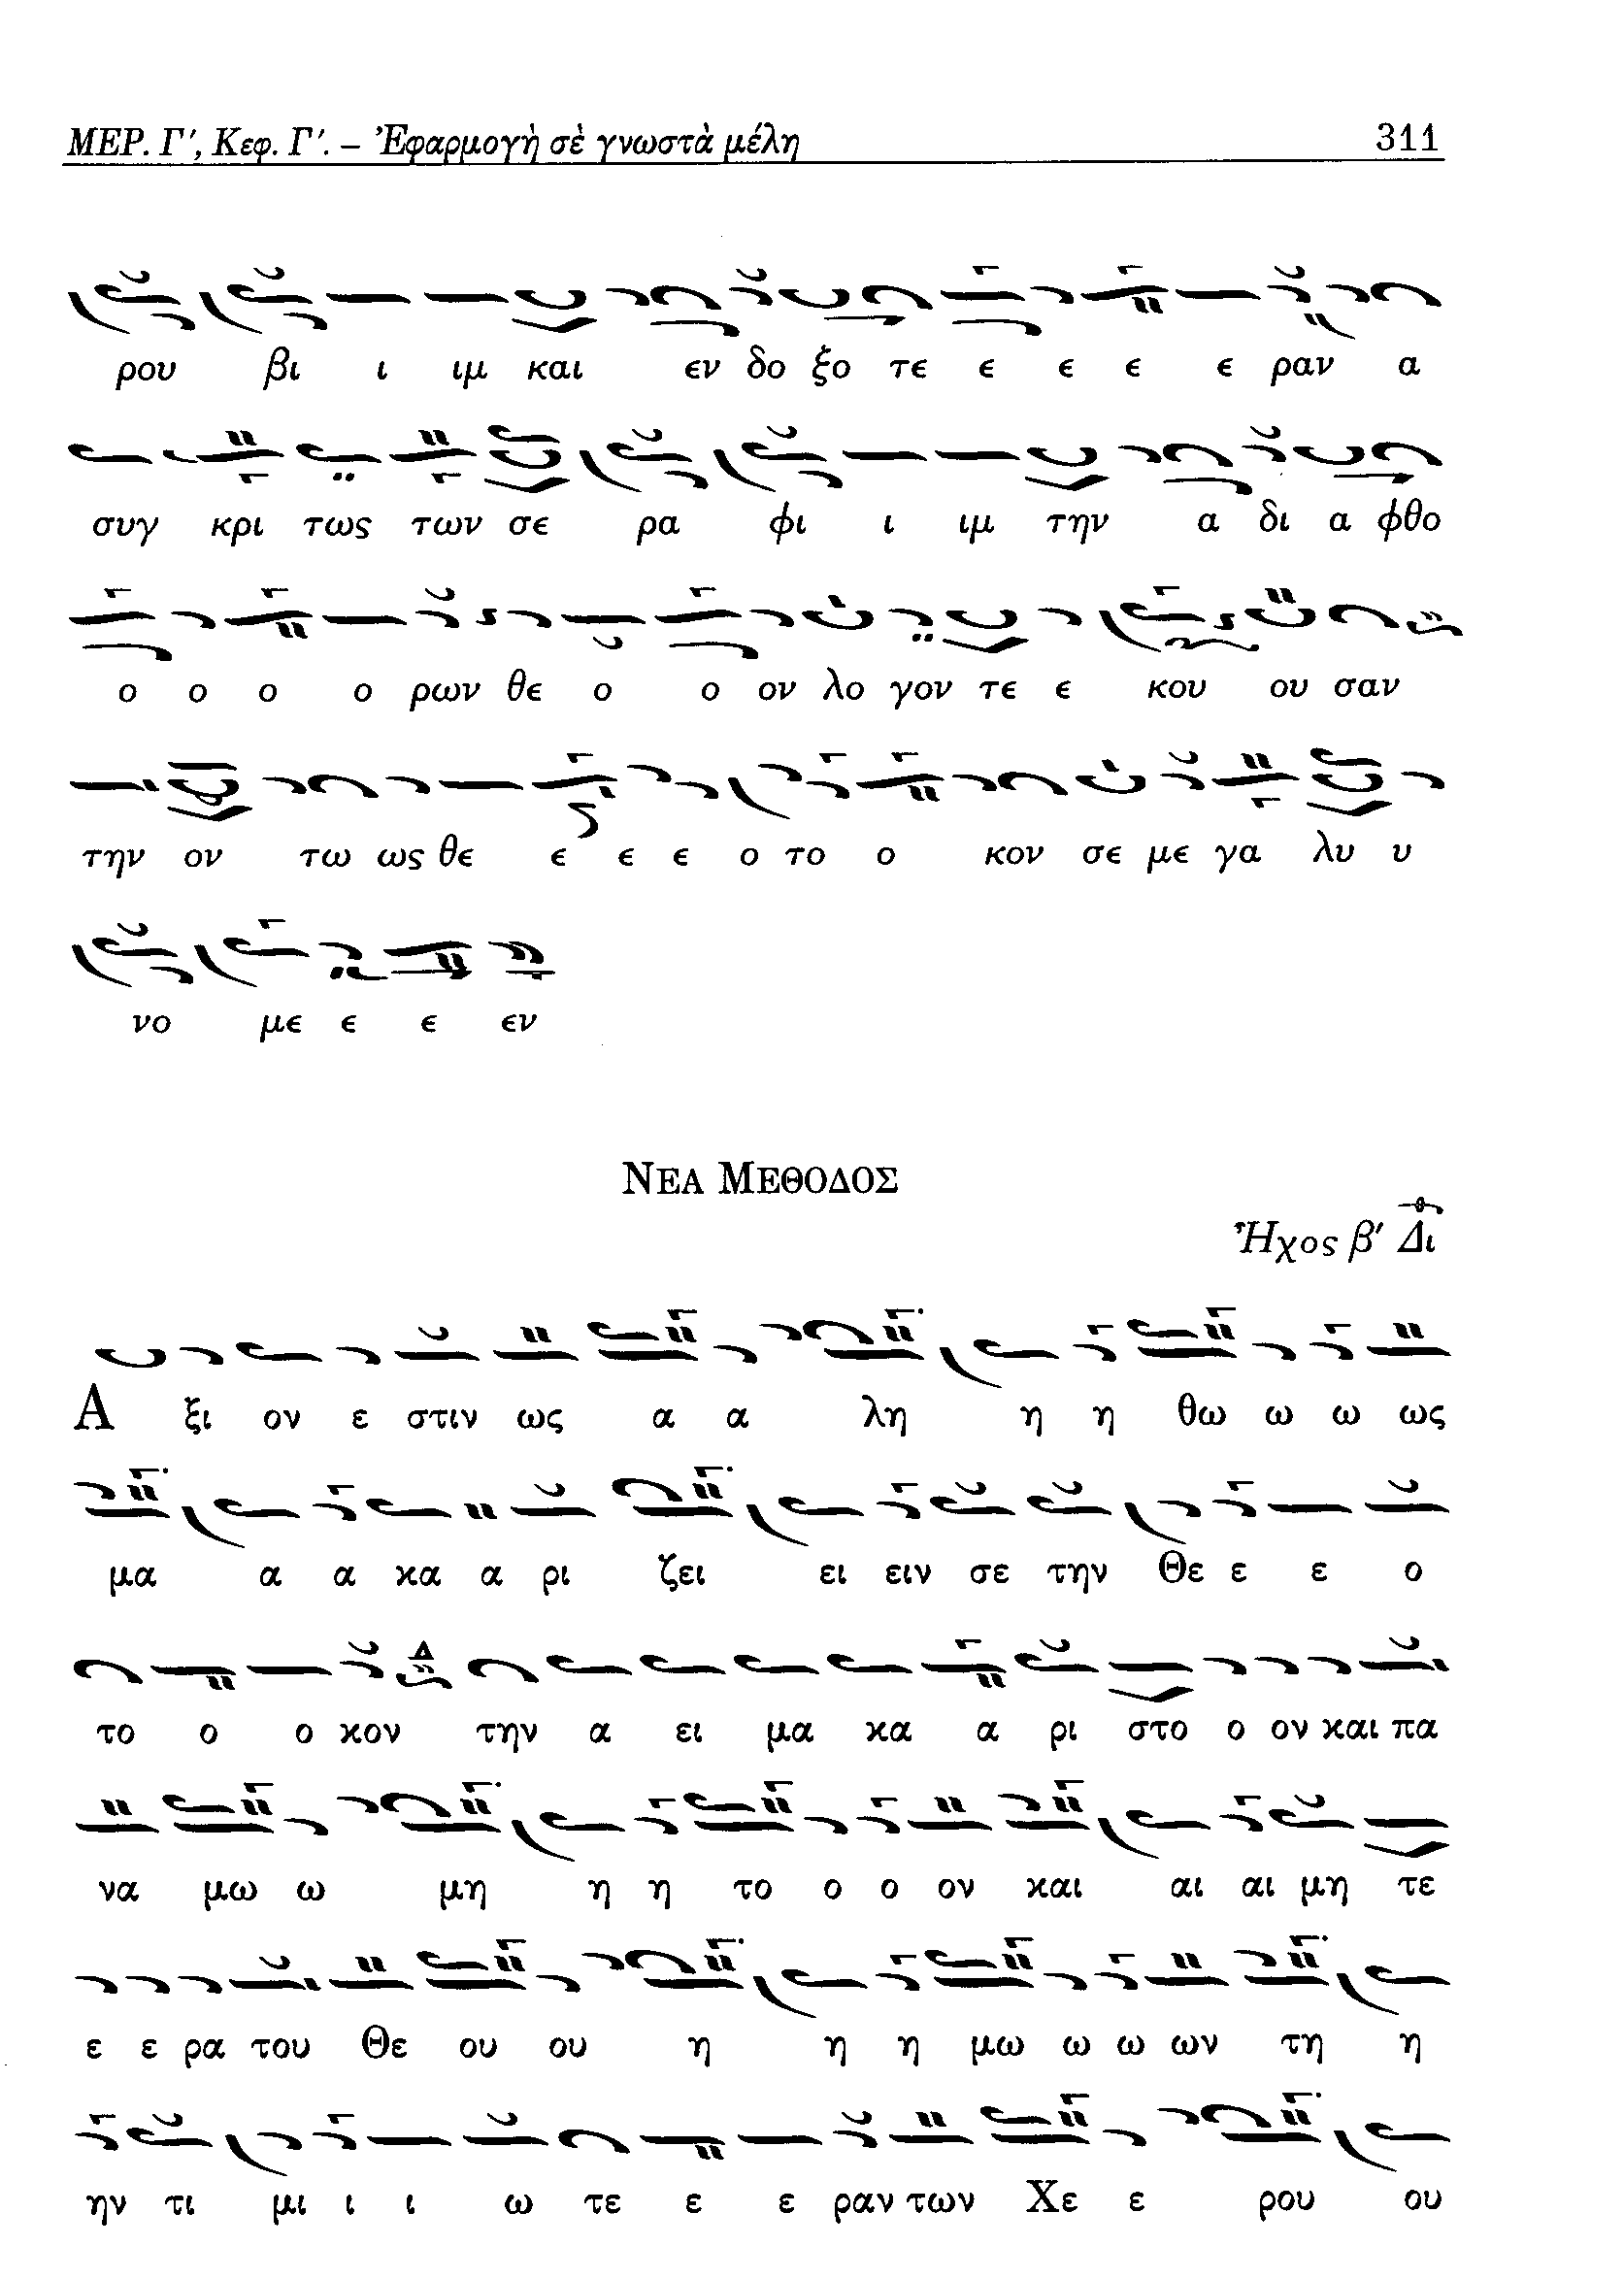 ΜΕΡ. Γ', Κεφ. Γ'. – Ἐφαρμογὴ σὲ γνωστὰ μέλη 311
ρου βι ι ιμ και εν δο ξο τε ε ε ε ε ραν α
συγ κρι τως των σε ρα φι ι ιμ την α δι α φθο
ο ο ο ο ρων θε ο ο ον λο γον τε ε κου ου σαν
την ον τω ως θε ε ε ε ο το ο κον σε με γα λυ υ
νο με ε ε εν
ΝΕΑ ΜΕΘΟΔΟΣ
Ἦχος β' Δι
Α ξι ον ε στιν ως α α λη η η θω ω ω ως
μα α α κα α ρι ζει ει ειν σε την Θε ε ε ο
Δ
το ο ο κον την α ει μα κα α ρι στο ο ον και πα
να μω ω μη η η το ο ο ον και αι αι μη τε
ε ε ρα του Θε ου ου η η η μω ω ω ων τη η
ην τι μι ι ι ω τε ε ε ραν των Χε ε ρου ου